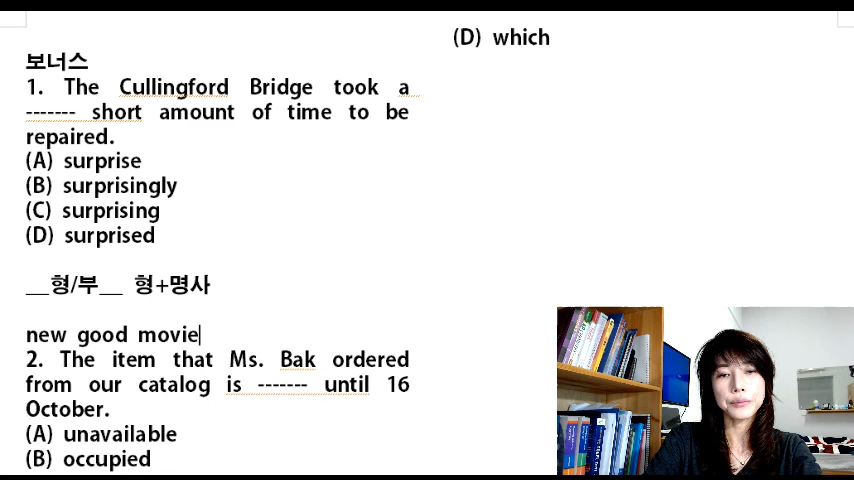 보너스
1. The Cullingford Bridge took a
------- short amount of time to be
repaired.
(A) surprise
(B) surprisingly
(C) surprising
(D) surprised
__형/부__ 형+명사
new good movie
2. The item that Ms. Bak ordered
from our catalog is ------- until 16
October.
(A) unavailable
(B) occupied
(D) which